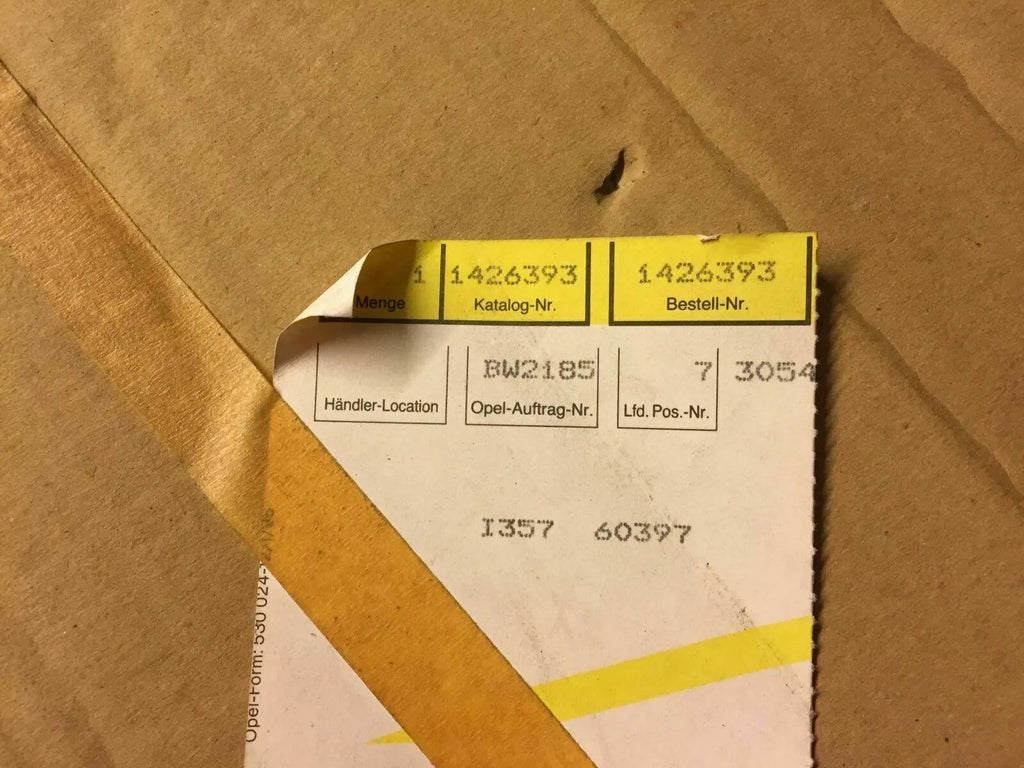 1 1426393 1426393
Menge Katalog-Nr. Bestell-Nr.
BW2185 7 3054
Händler-Location Opel-Auftrag-Nr. Lfd. Pos.-Nr.
I357 60397
Opel-Form: 530 024-